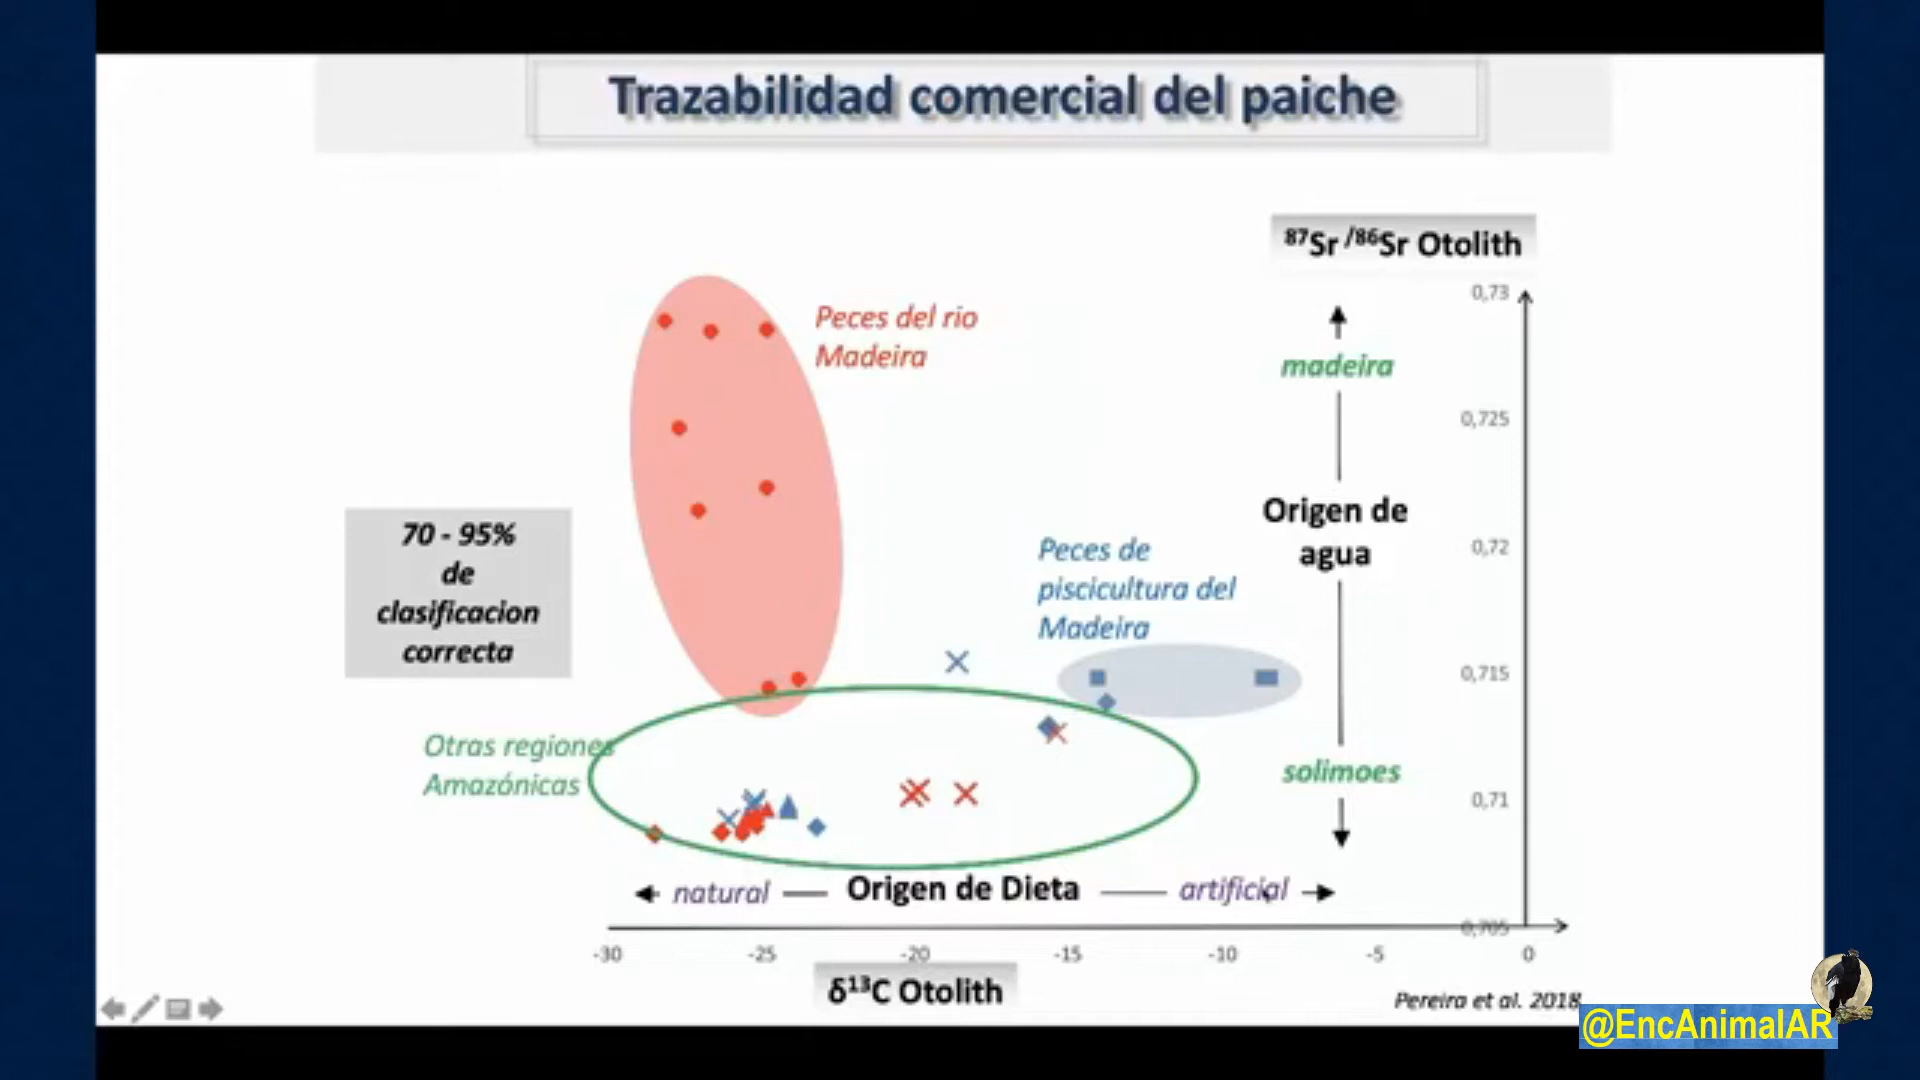 Trazabilidad comercial del paiche
⁸⁷Sr /⁸⁶Sr Otolith
0,73
Peces del rio
Madeira
madeira
0,725
70 - 95%
de
clasificacion
correcta
Origen de
agua
0,72
Peces de
piscicultura del
Madeira
0,715
Otras regiones
Amazónicas
solimoes
0,71
natural
Origen de Dieta
artificial
0,705
-30 -25 -20 -15 -10 -5 0
δ¹³C Otolith
Pereira et al. 2018
@EncAnimalAR